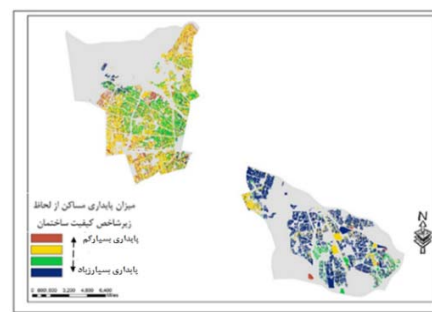 میزان پایداری مساکن از لحاظ
زیرشاخص کیفیت ساختمان
پایداری بسیارکم
پایداری بسیارزیاد
N